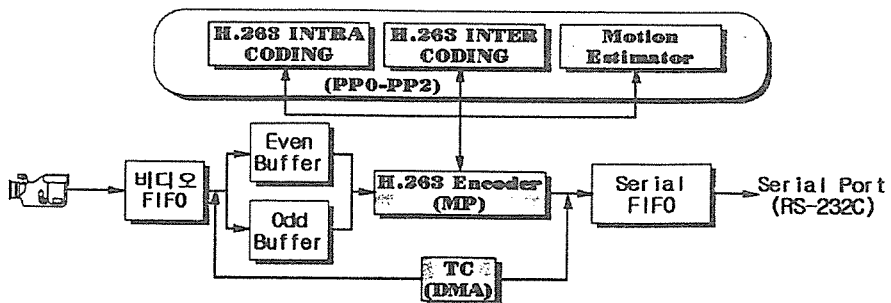 H.263 INTRA
CODING
H.263 INTER
CODING
Motion
Estimator
(PP0-PP2)
비디오
FIFO
Even
Buffer
Odd
Buffer
H.263 Encoder
(MP)
Serial
FIFO
Serial Port
(RS-232C)
TC
(DMA)